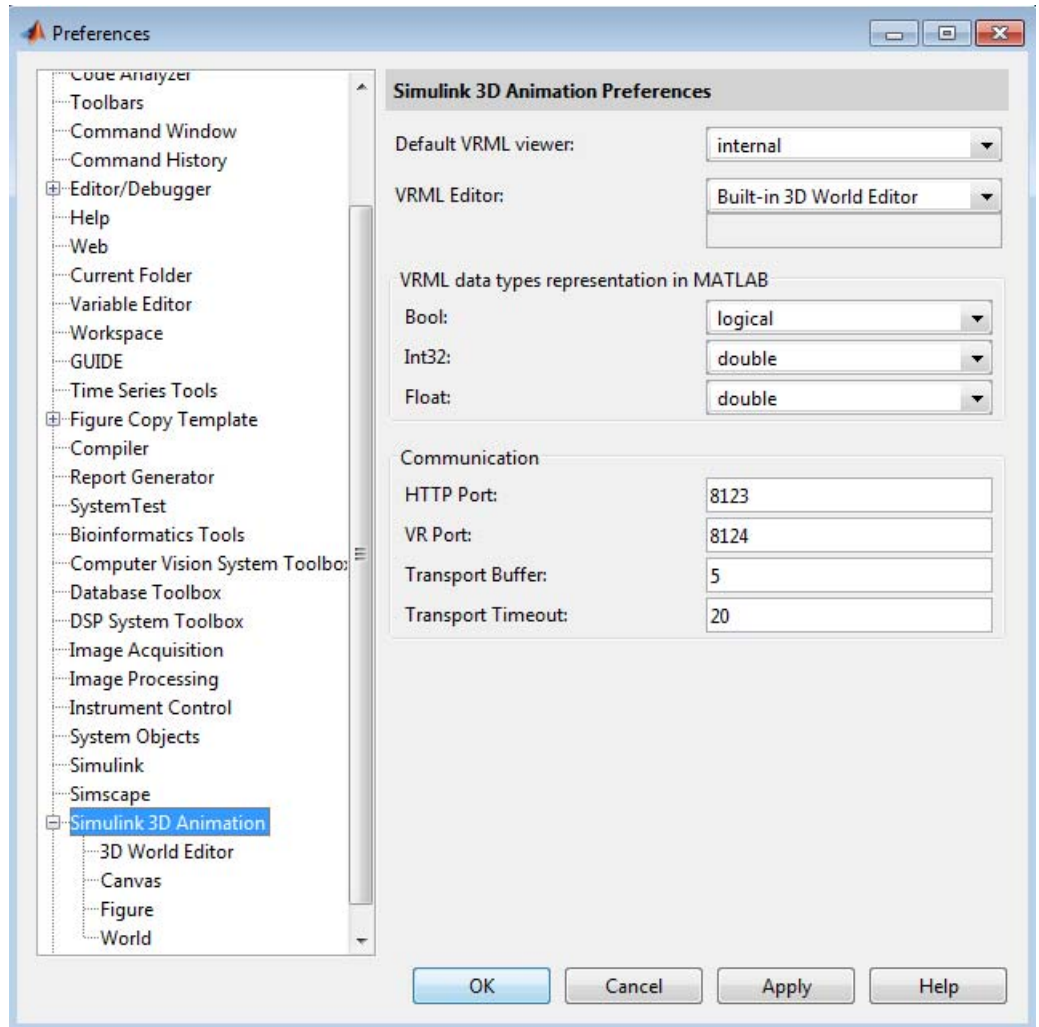 Preferences
Code Analyzer
Toolbars
Command Window
Command History
Editor/Debugger
Help
Web
Current Folder
Variable Editor
Workspace
GUIDE
Time Series Tools
Figure Copy Template
Compiler
Report Generator
SystemTest
Bioinformatics Tools
Computer Vision System Toolbo
Database Toolbox
DSP System Toolbox
Image Acquisition
Image Processing
Instrument Control
System Objects
Simulink
Simscape
Simulink 3D Animation
3D World Editor
Canvas
Figure
World
Simulink 3D Animation Preferences
Default VRML viewer: internal
VRML Editor: Built-in 3D World Editor
VRML data types representation in MATLAB
Bool: logical
Int32: double
Float: double
Communication
HTTP Port: 8123
VR Port: 8124
Transport Buffer: 5
Transport Timeout: 20
OK Cancel Apply Help